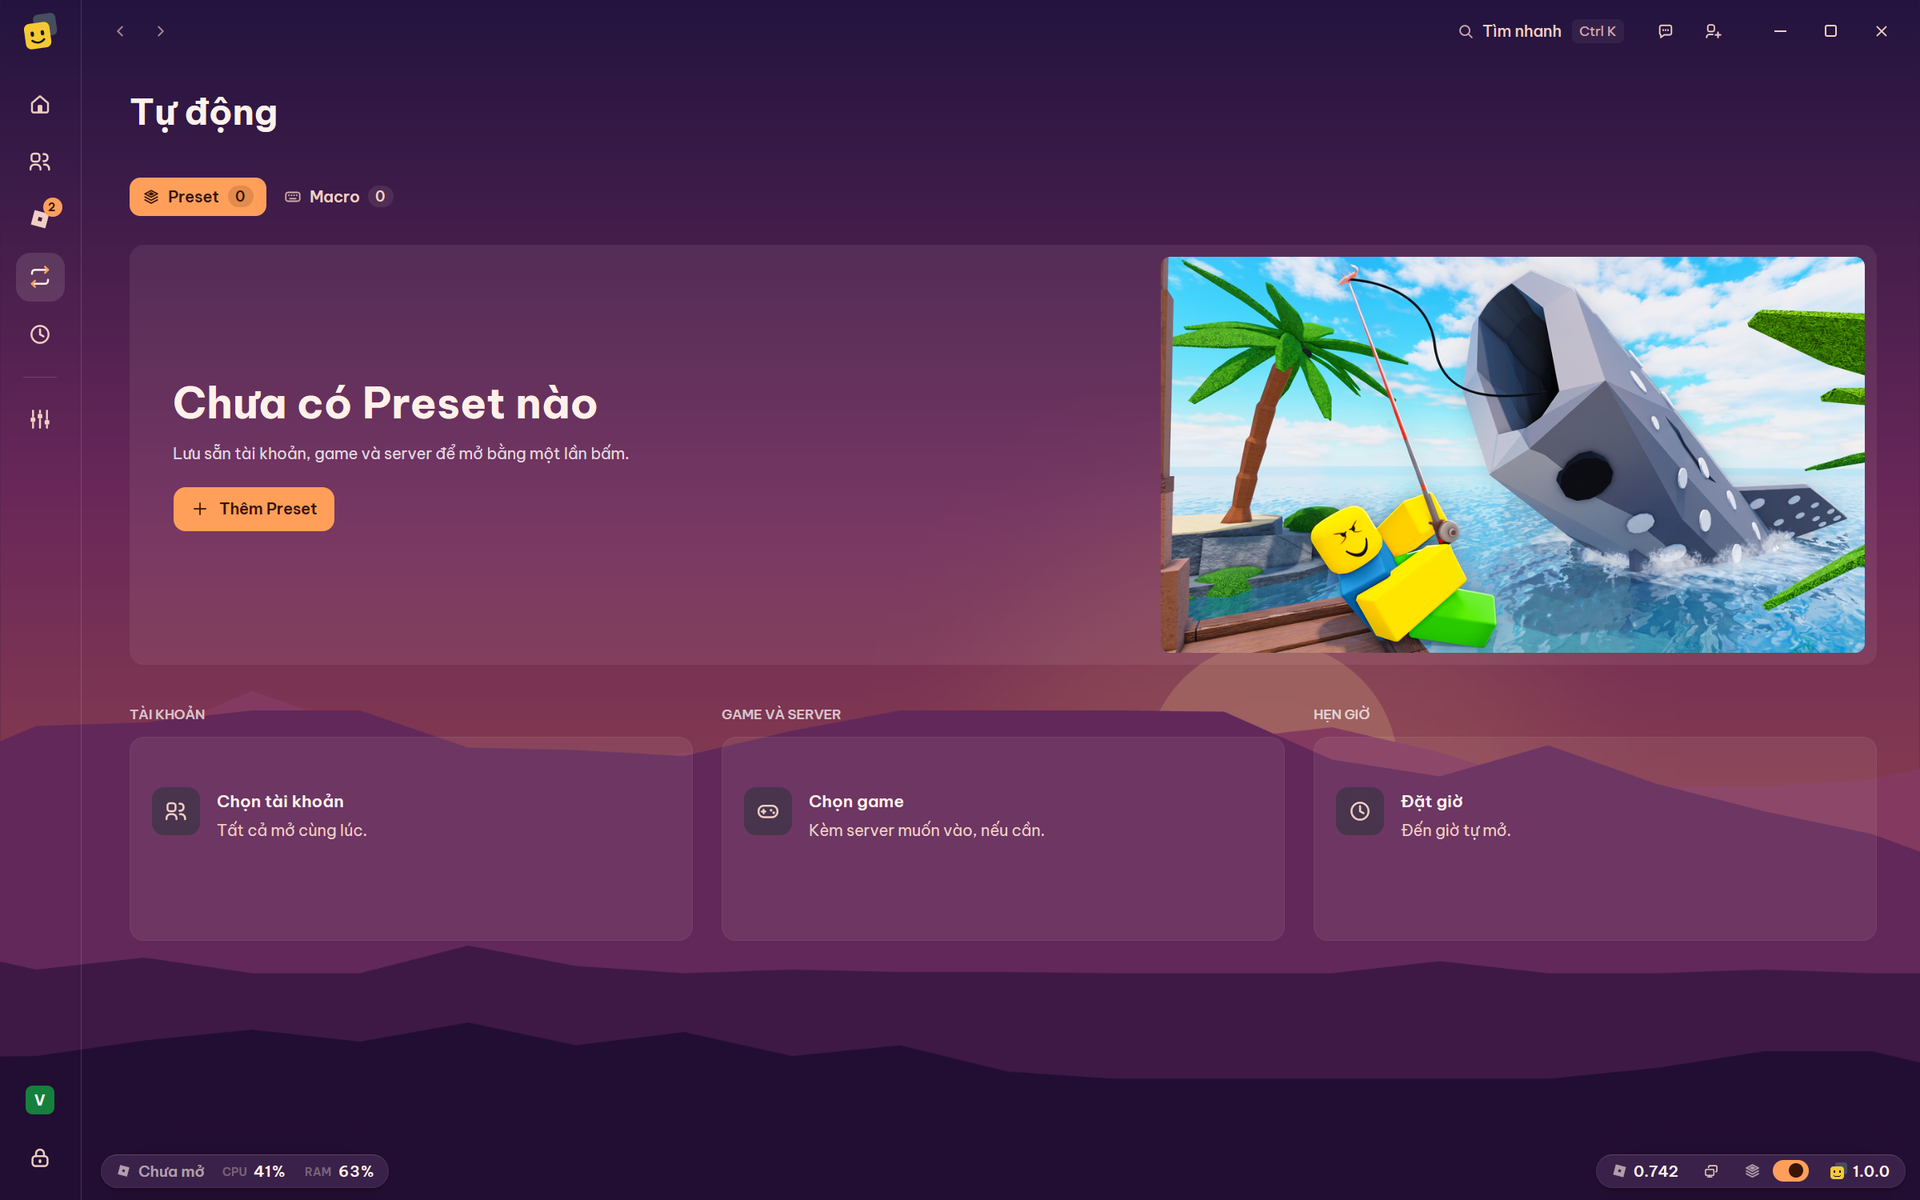 Tìm nhanh Ctrl K
Tự động
2
Preset 0 Macro 0
Chưa có Preset nào
Lưu sẵn tài khoản, game và server để mở bằng một lần bấm.
Thêm Preset
TÀI KHOẢN
Chọn tài khoản
Tất cả mở cùng lúc.
GAME VÀ SERVER
Chọn game
Kèm server muốn vào, nếu cần.
HẸN GIỜ
Đặt giờ
Đến giờ tự mở.
V
Chưa mở CPU 41% RAM 63%
0.742 1.0.0